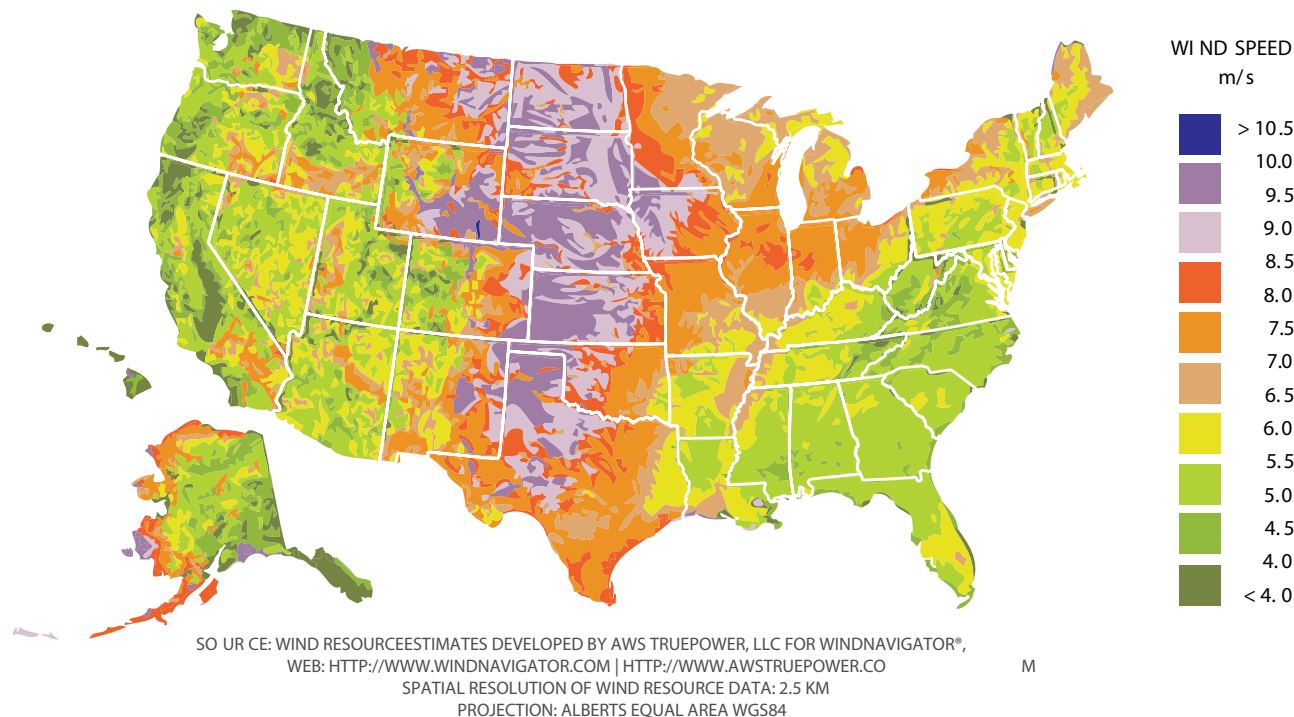 WI ND SPEED
m/s
> 10.5
10.0
9.5
9.0
8.5
8.0
7.5
7.0
6.5
6.0
5.5
5.0
4.5
4.0
< 4. 0
SO UR CE: WIND RESOURCEESTIMATES DEVELOPED BY AWS TRUEPOWER, LLC FOR WINDNAVIGATOR®,
WEB: HTTP://WWW.WINDNAVIGATOR.COM | HTTP://WWW.AWSTRUEPOWER.CO M
SPATIAL RESOLUTION OF WIND RESOURCE DATA: 2.5 KM
PROJECTION: ALBERTS EQUAL AREA WGS84